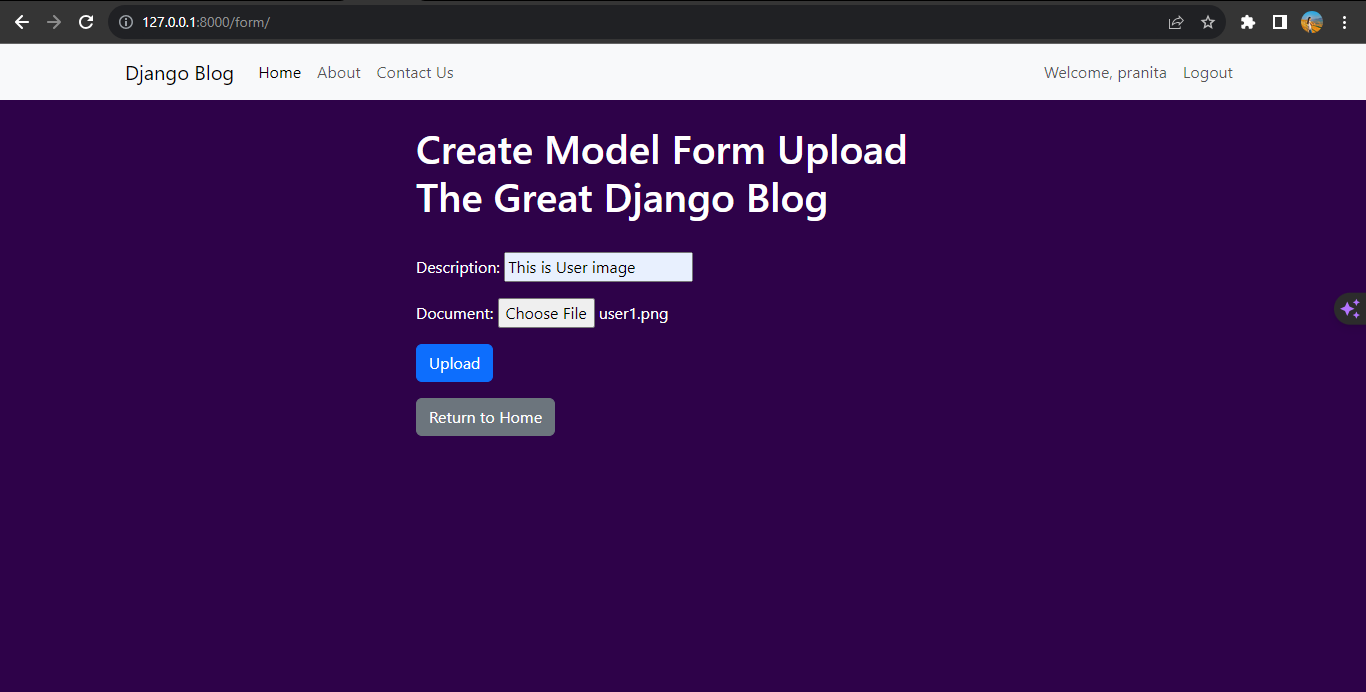 127.0.0.1:8000/form/
Django Blog Home About Contact Us Welcome, pranita Logout
Create Model Form Upload
The Great Django Blog
Description: This is User image
Document: Choose File user1.png
Upload
Return to Home